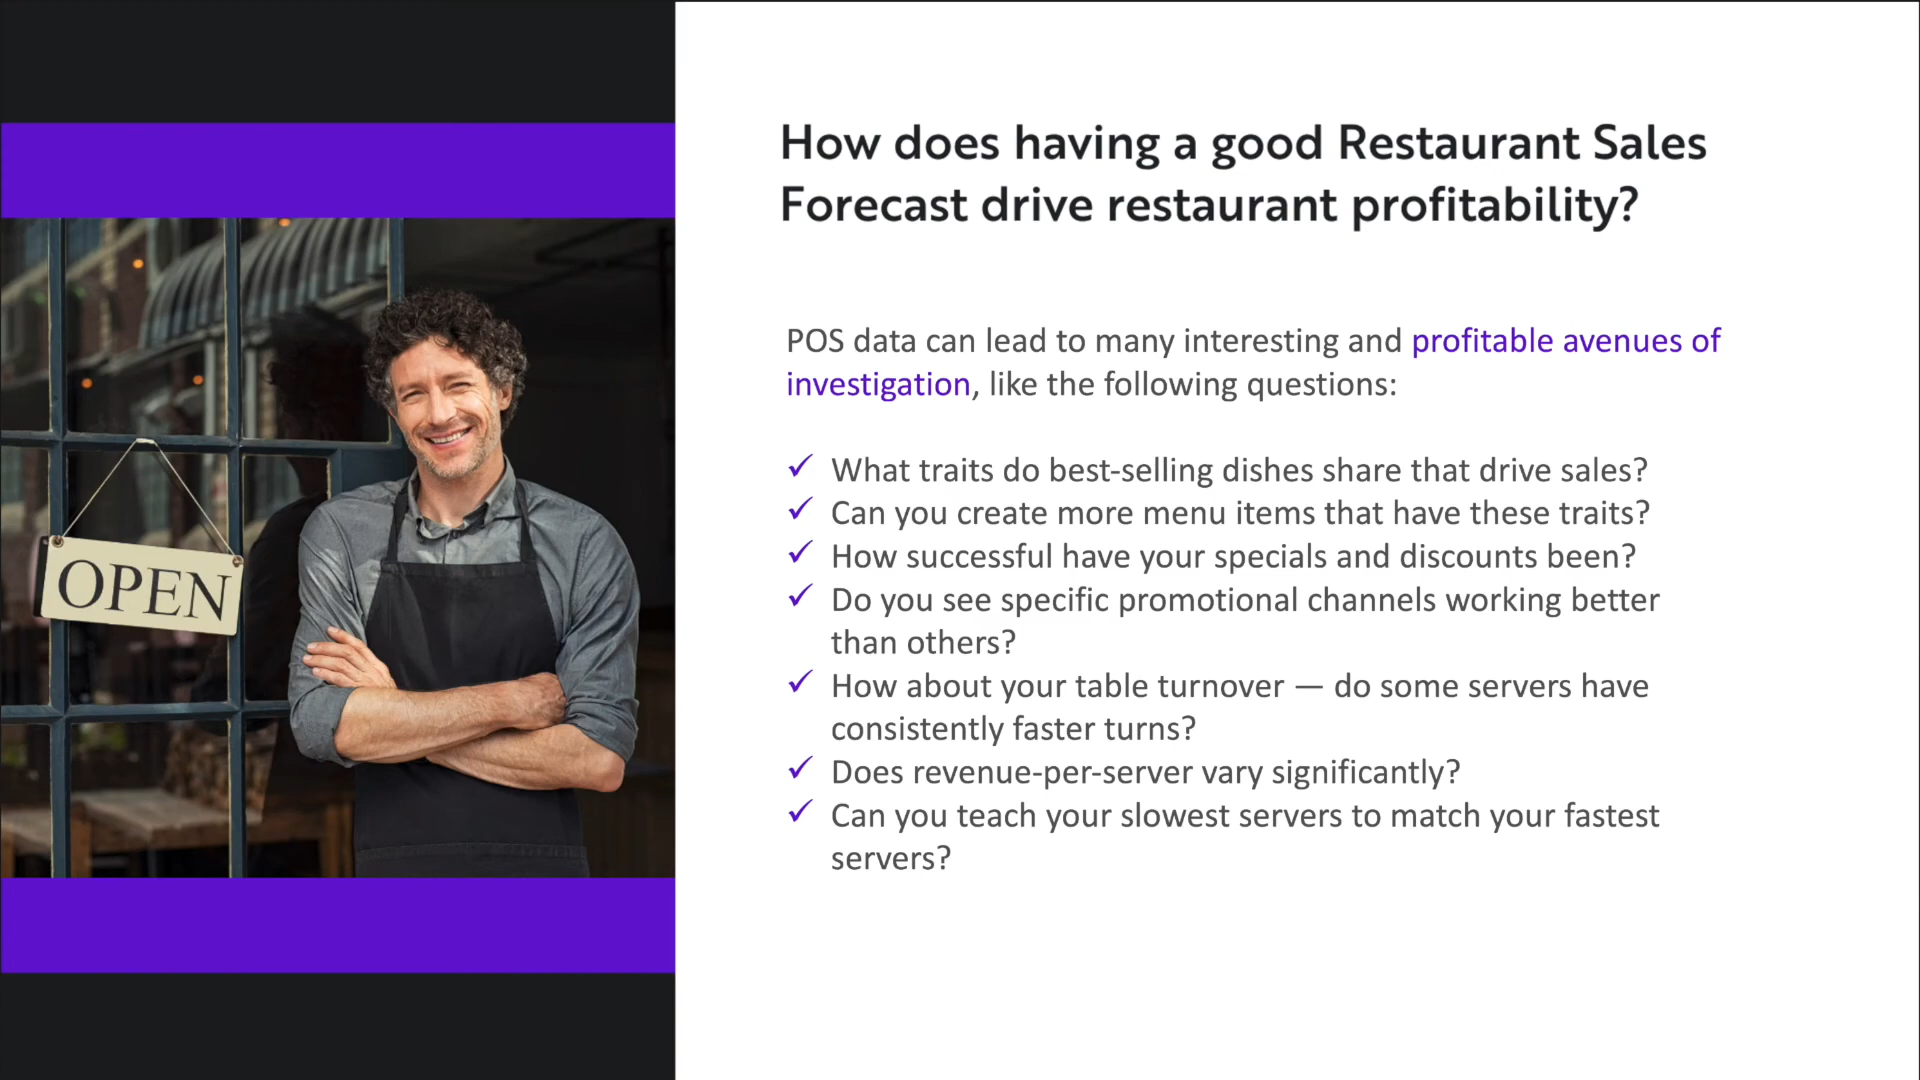 How does having a good Restaurant Sales
Forecast drive restaurant profitability?
POS data can lead to many interesting and profitable avenues of
investigation, like the following questions:
✓ What traits do best-selling dishes share that drive sales?
✓ Can you create more menu items that have these traits?
✓ How successful have your specials and discounts been?
✓ Do you see specific promotional channels working better
than others?
✓ How about your table turnover — do some servers have
consistently faster turns?
✓ Does revenue-per-server vary significantly?
✓ Can you teach your slowest servers to match your fastest
servers?
OPEN